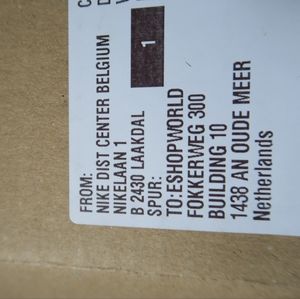 FROM:
NIKE DIST CENTER BELGIUM
NIKELAAN 1
B 2430 LAAKDAL
SPUR:
1
TO:ESHOPWORLD
FOKKERWEG 300
BUILDING 10
1438 AN OUDE MEER
Netherlands